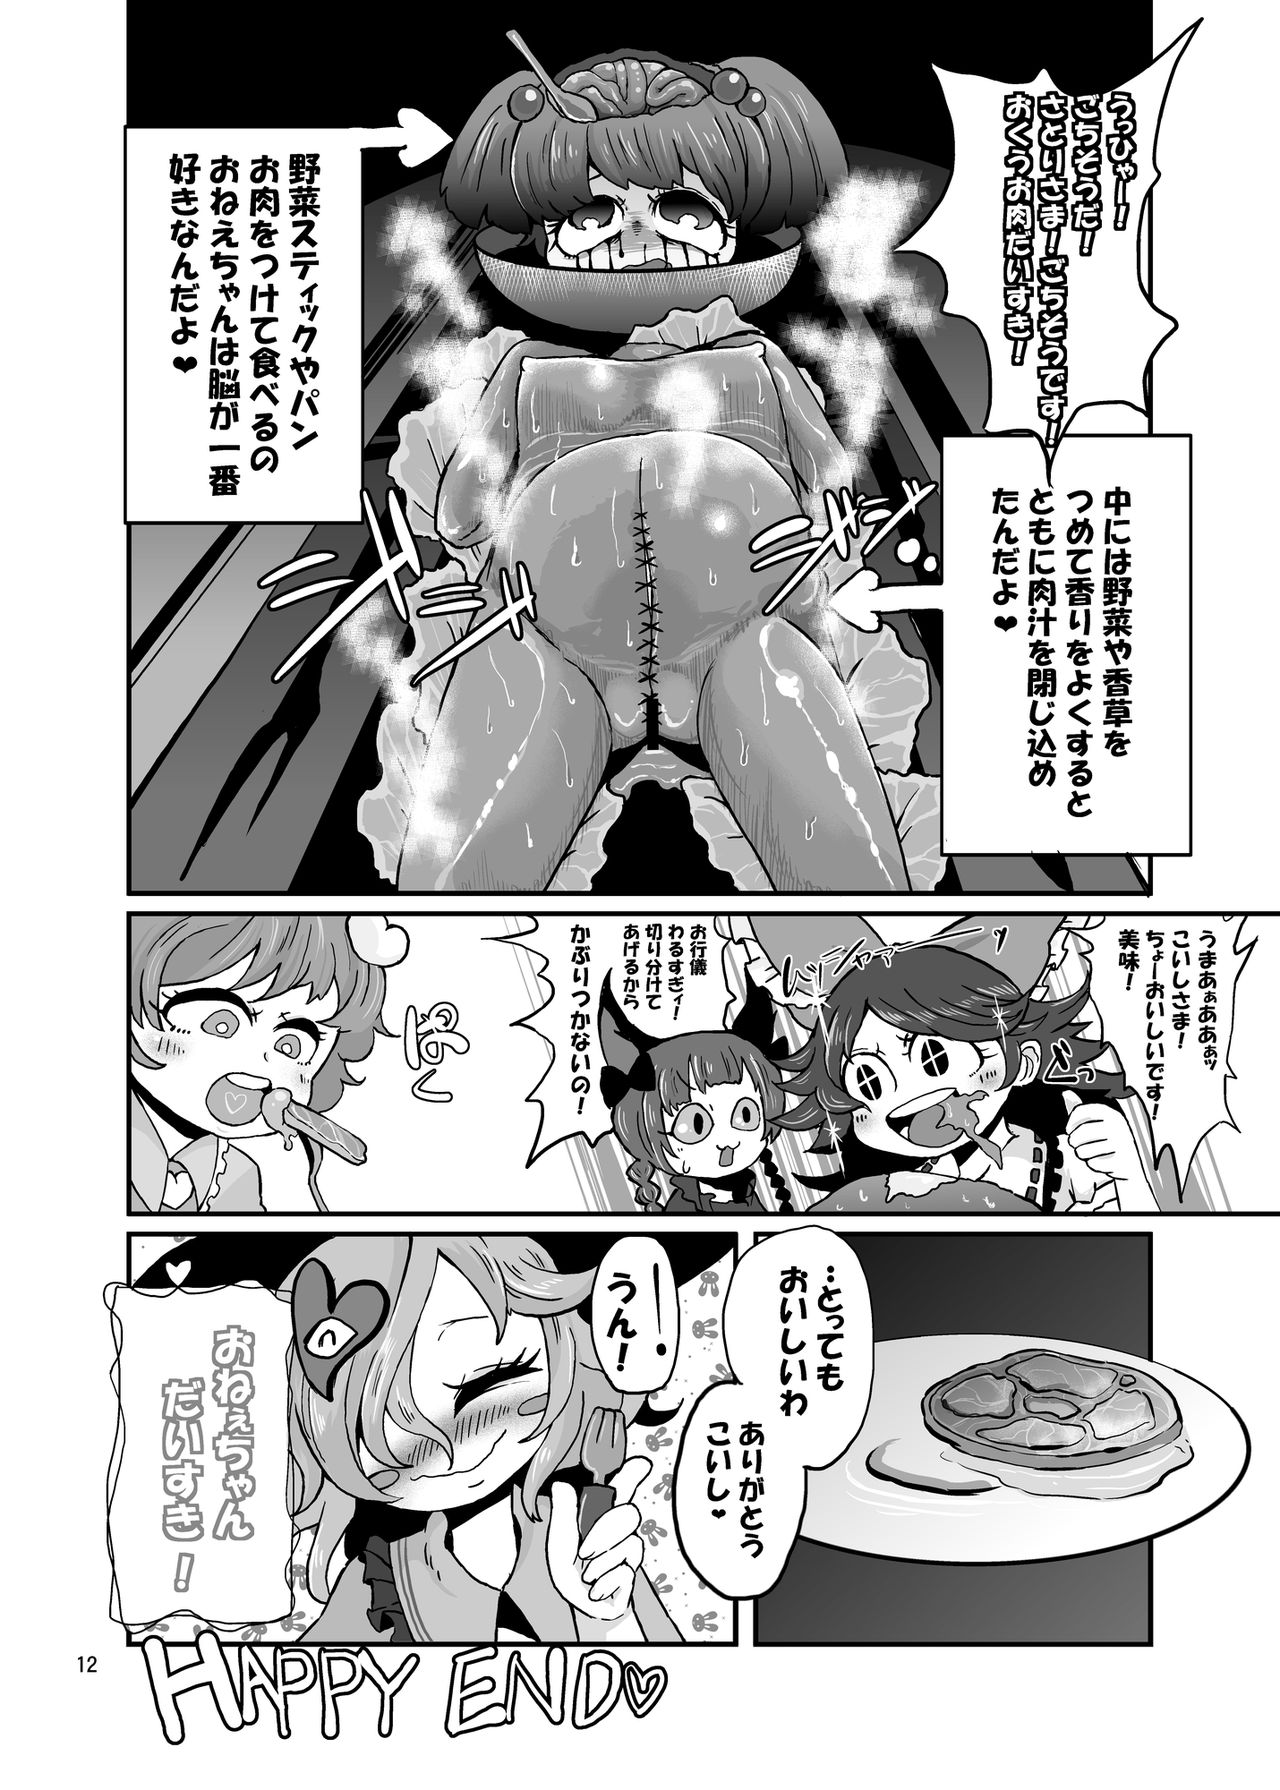 うっひゃー！
ごちそうだ！
さとりさま！ごちそうです！
おくうお肉だいすき！
野菜スティックやパン
お肉をつけて食べるの
おねえちゃんは脳が一番
好きなんだよ♥
中には野菜や香草を
つめて香りをよくすると
ともに肉汁を閉じ込め
たんだよ♥
うまあぁああぁッ
こいしさま！
ちょーおいしいです！
美味！
お行儀
わるすぎィ！
切り分けて
あげるから
かぶりつかないの！
ぱく
…とっても
おいしいわ
ありがとう
こいし♥
うん！
おねぇちゃん
だいすき！
HAPPY END♡
12